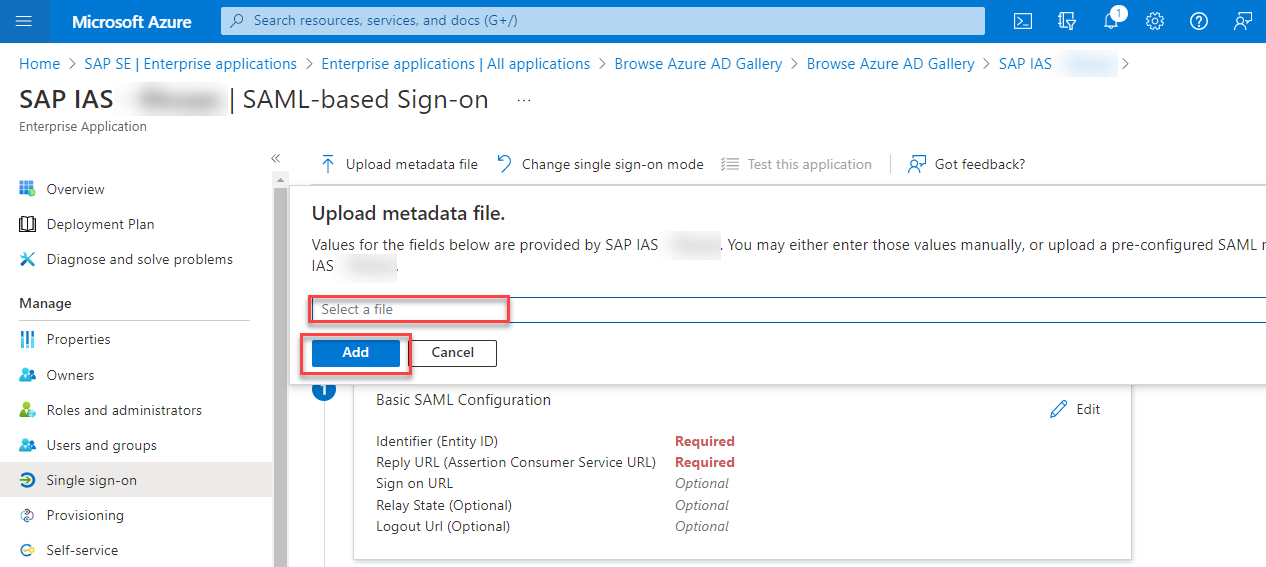 Microsoft Azure
Search resources, services, and docs (G+/)
1
Home > SAP SE | Enterprise applications > Enterprise applications | All applications > Browse Azure AD Gallery > Browse Azure AD Gallery > SAP IAS >
SAP IAS | SAML-based Sign-on ...
Enterprise Application
«
Upload metadata file
Change single sign-on mode
Test this application
Got feedback?
Overview
Deployment Plan
Diagnose and solve problems
Manage
Properties
Owners
Roles and administrators
Users and groups
Single sign-on
Provisioning
Self-service
Upload metadata file.
Values for the fields below are provided by SAP IAS . You may either enter those values manually, or upload a pre-configured SAML
IAS .
Select a file
Add
Cancel
1
Basic SAML Configuration
Edit
Identifier (Entity ID) Required
Reply URL (Assertion Consumer Service URL) Required
Sign on URL Optional
Relay State (Optional) Optional
Logout Url (Optional) Optional